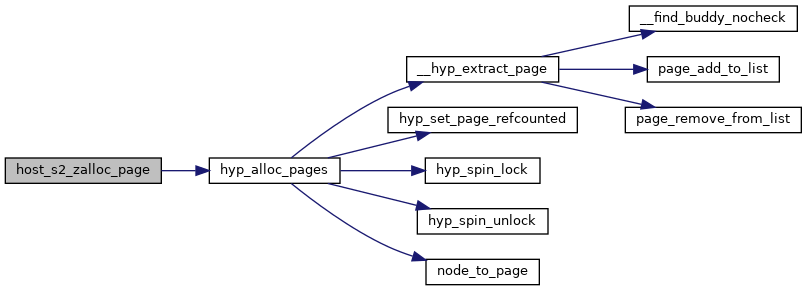 host_s2_zalloc_page
hyp_alloc_pages
__hyp_extract_page
__find_buddy_nocheck
page_add_to_list
page_remove_from_list
hyp_set_page_refcounted
hyp_spin_lock
hyp_spin_unlock
node_to_page